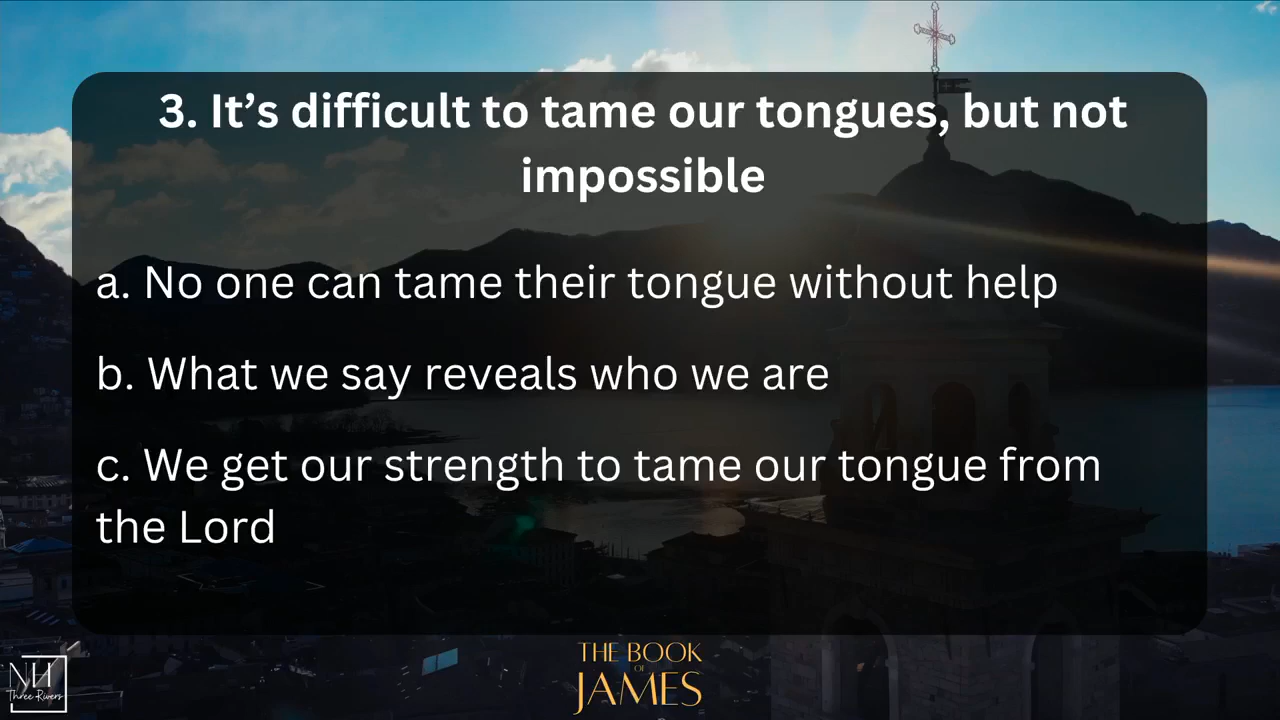 3. It’s difficult to tame our tongues, but not
impossible
a. No one can tame their tongue without help
b. What we say reveals who we are
c. We get our strength to tame our tongue from
the Lord
THE BOOK
OF
JAMES
NH
Three Rivers